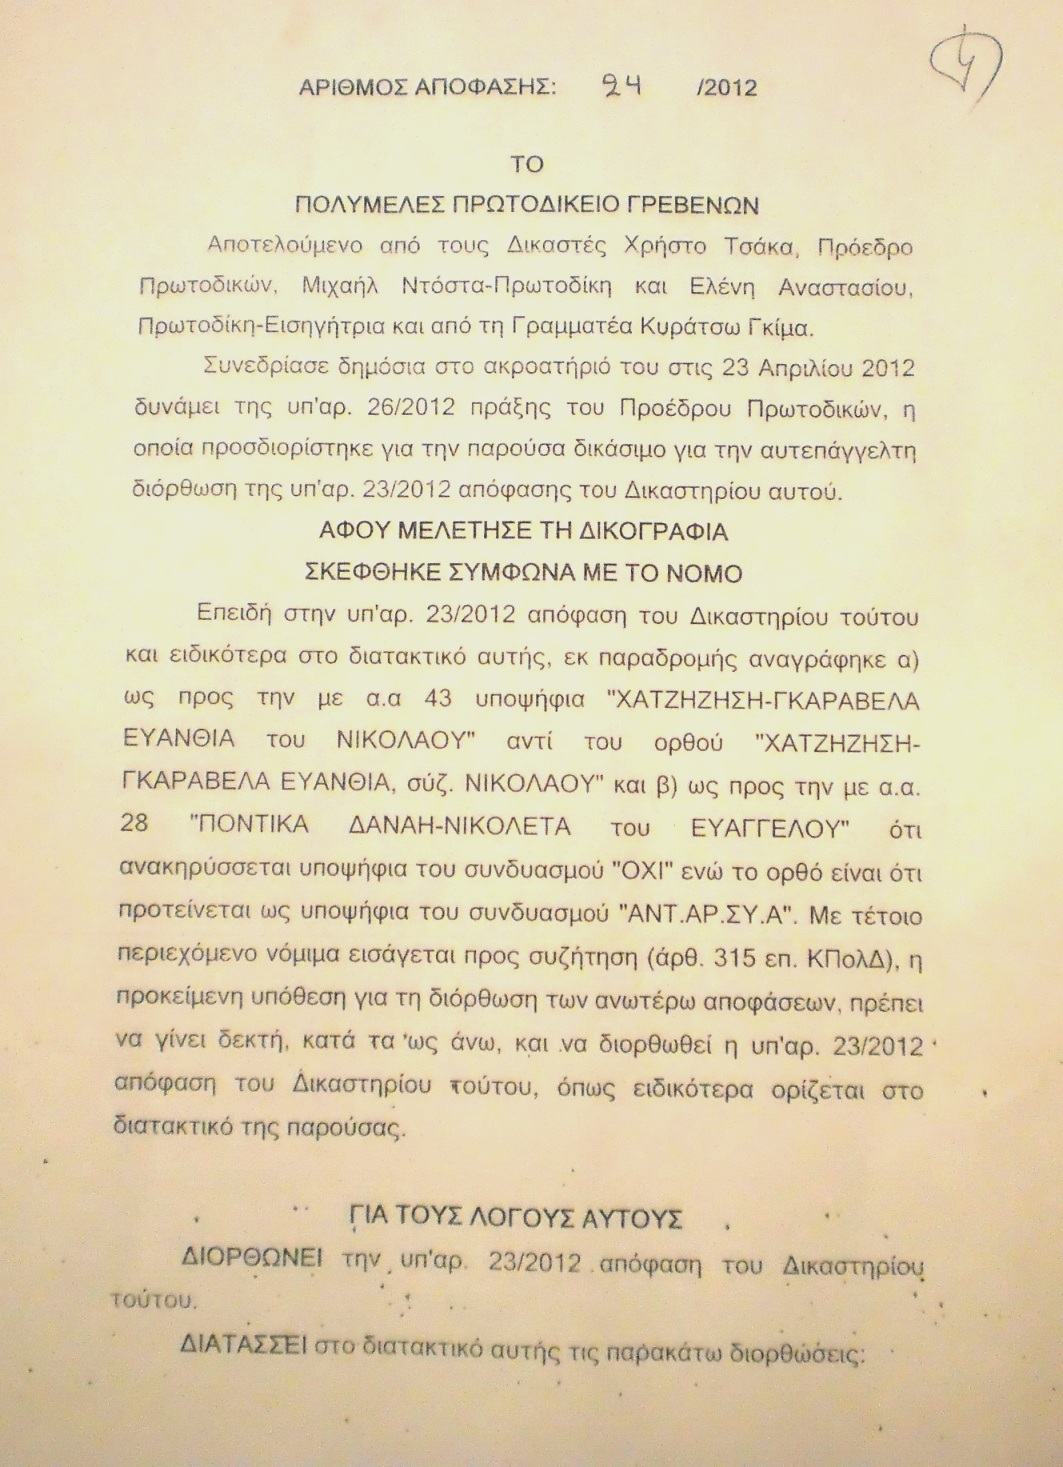 ΑΡΙΘΜΟΣ ΑΠΟΦΑΣΗΣ: 24 /2012
ΤΟ
ΠΟΛΥΜΕΛΕΣ ΠΡΩΤΟΔΙΚΕΙΟ ΓΡΕΒΕΝΩΝ
Αποτελούμενο από τους Δικαστές Χρήστο Τσάκα, Πρόεδρο
Πρωτοδικών, Μιχαήλ Ντόστα-Πρωτοδίκη και Ελένη Αναστασίου,
Πρωτοδίκη-Εισηγήτρια και από τη Γραμματέα Κυράτσω Γκίμα.
Συνεδρίασε δημόσια στο ακροατήριό του στις 23 Απριλίου 2012
δυνάμει της υπ'αρ. 26/2012 πράξης του Προέδρου Πρωτοδικών, η
οποία προσδιορίστηκε για την παρούσα δικάσιμο για την αυτεπάγγελτη
διόρθωση της υπ'αρ. 23/2012 απόφασης του Δικαστηρίου αυτού.
ΑΦΟΥ ΜΕΛΕΤΗΣΕ ΤΗ ΔΙΚΟΓΡΑΦΙΑ
ΣΚΕΦΘΗΚΕ ΣΥΜΦΩΝΑ ΜΕ ΤΟ ΝΟΜΟ
Επειδή στην υπ'αρ. 23/2012 απόφαση του Δικαστηρίου τούτου
και ειδικότερα στο διατακτικό αυτής, εκ παραδρομής αναγράφηκε α)
ως προς την με α.α 43 υποψήφια "ΧΑΤΖΗΖΗΣΗ-ΓΚΑΡΑΒΕΛΑ
ΕΥΑΝΘΙΑ του ΝΙΚΟΛΑΟΥ" αντί του ορθού "ΧΑΤΖΗΖΗΣΗ-
ΓΚΑΡΑΒΕΛΑ ΕΥΑΝΘΙΑ, σύζ. ΝΙΚΟΛΑΟΥ" και β) ως προς την με α.α.
28 "ΠΟΝΤΙΚΑ ΔΑΝΑΗ-ΝΙΚΟΛΕΤΑ του ΕΥΑΓΓΕΛΟΥ" ότι
ανακηρύσσεται υποψήφια του συνδυασμού "ΟΧΙ" ενώ το ορθό είναι ότι
προτείνεται ως υποψήφια του συνδυασμού "ΑΝΤ.ΑΡ.ΣΥ.Α". Με τέτοιο
περιεχόμενο νόμιμα εισάγεται προς συζήτηση (άρθ. 315 επ. ΚΠολΔ), η
προκείμενη υπόθεση για τη διόρθωση των ανωτέρω αποφάσεων, πρέπει
να γίνει δεκτή, κατά τα ως άνω, και να διορθωθεί η υπ'αρ. 23/2012
απόφαση του Δικαστηρίου τούτου, όπως ειδικότερα ορίζεται στο
διατακτικό της παρούσας.
ΓΙΑ ΤΟΥΣ ΛΟΓΟΥΣ ΑΥΤΟΥΣ
ΔΙΟΡΘΩΝΕΙ την υπ'αρ. 23/2012 απόφαση του Δικαστηρίου
τούτου.
ΔΙΑΤΑΣΣΕΙ στο διατακτικό αυτής τις παρακάτω διορθώσεις: